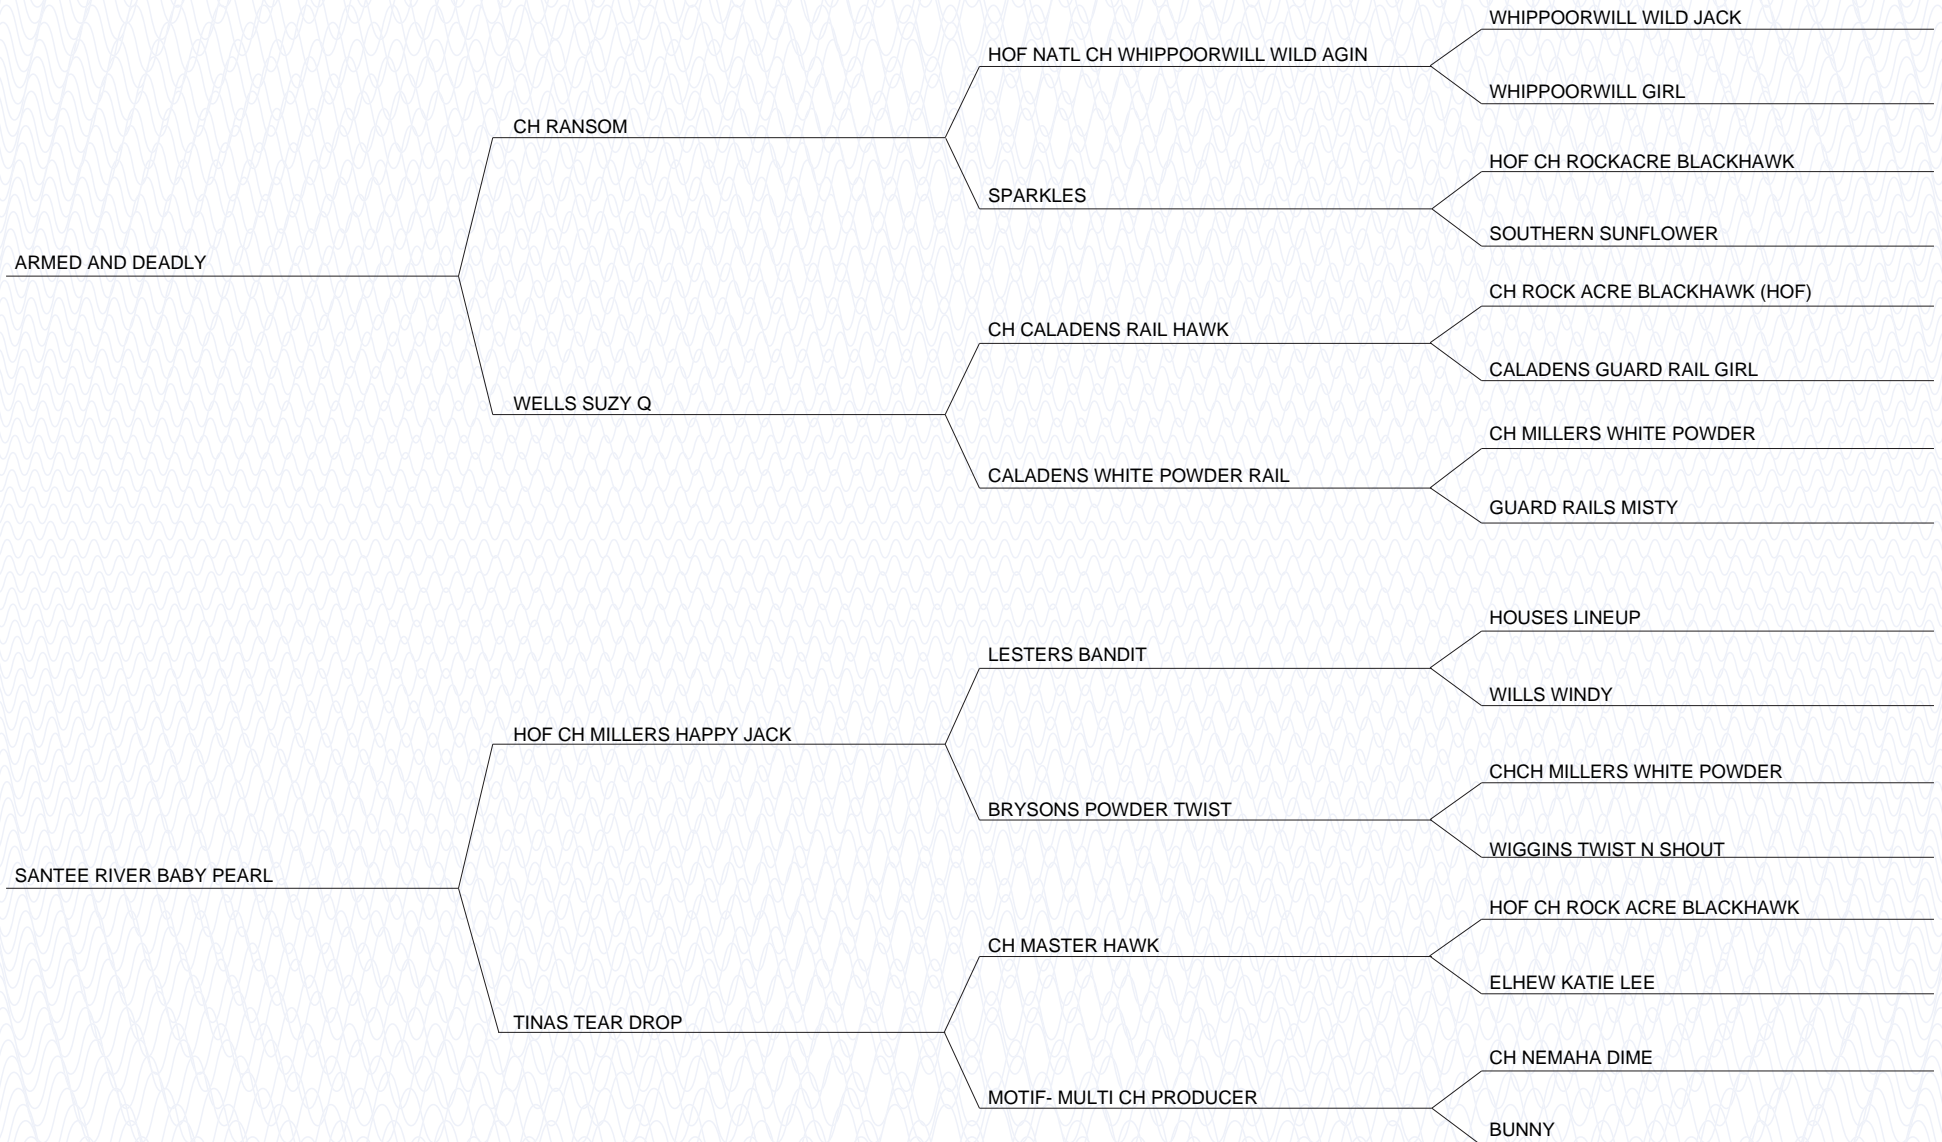 WHIPPOORWILL WILD JACK
HOF NATL CH WHIPPOORWILL WILD AGIN
WHIPPOORWILL GIRL
CH RANSOM
HOF CH ROCKACRE BLACKHAWK
SPARKLES
SOUTHERN SUNFLOWER
ARMED AND DEADLY
CH ROCK ACRE BLACKHAWK (HOF)
CH CALADENS RAIL HAWK
CALADENS GUARD RAIL GIRL
WELLS SUZY Q
CH MILLERS WHITE POWDER
CALADENS WHITE POWDER RAIL
GUARD RAILS MISTY
HOUSES LINEUP
LESTERS BANDIT
WILLS WINDY
HOF CH MILLERS HAPPY JACK
CHCH MILLERS WHITE POWDER
BRYSONS POWDER TWIST
WIGGINS TWIST N SHOUT
SANTEE RIVER BABY PEARL
HOF CH ROCK ACRE BLACKHAWK
CH MASTER HAWK
ELHEW KATIE LEE
TINAS TEAR DROP
CH NEMAHA DIME
MOTIF- MULTI CH PRODUCER
BUNNY